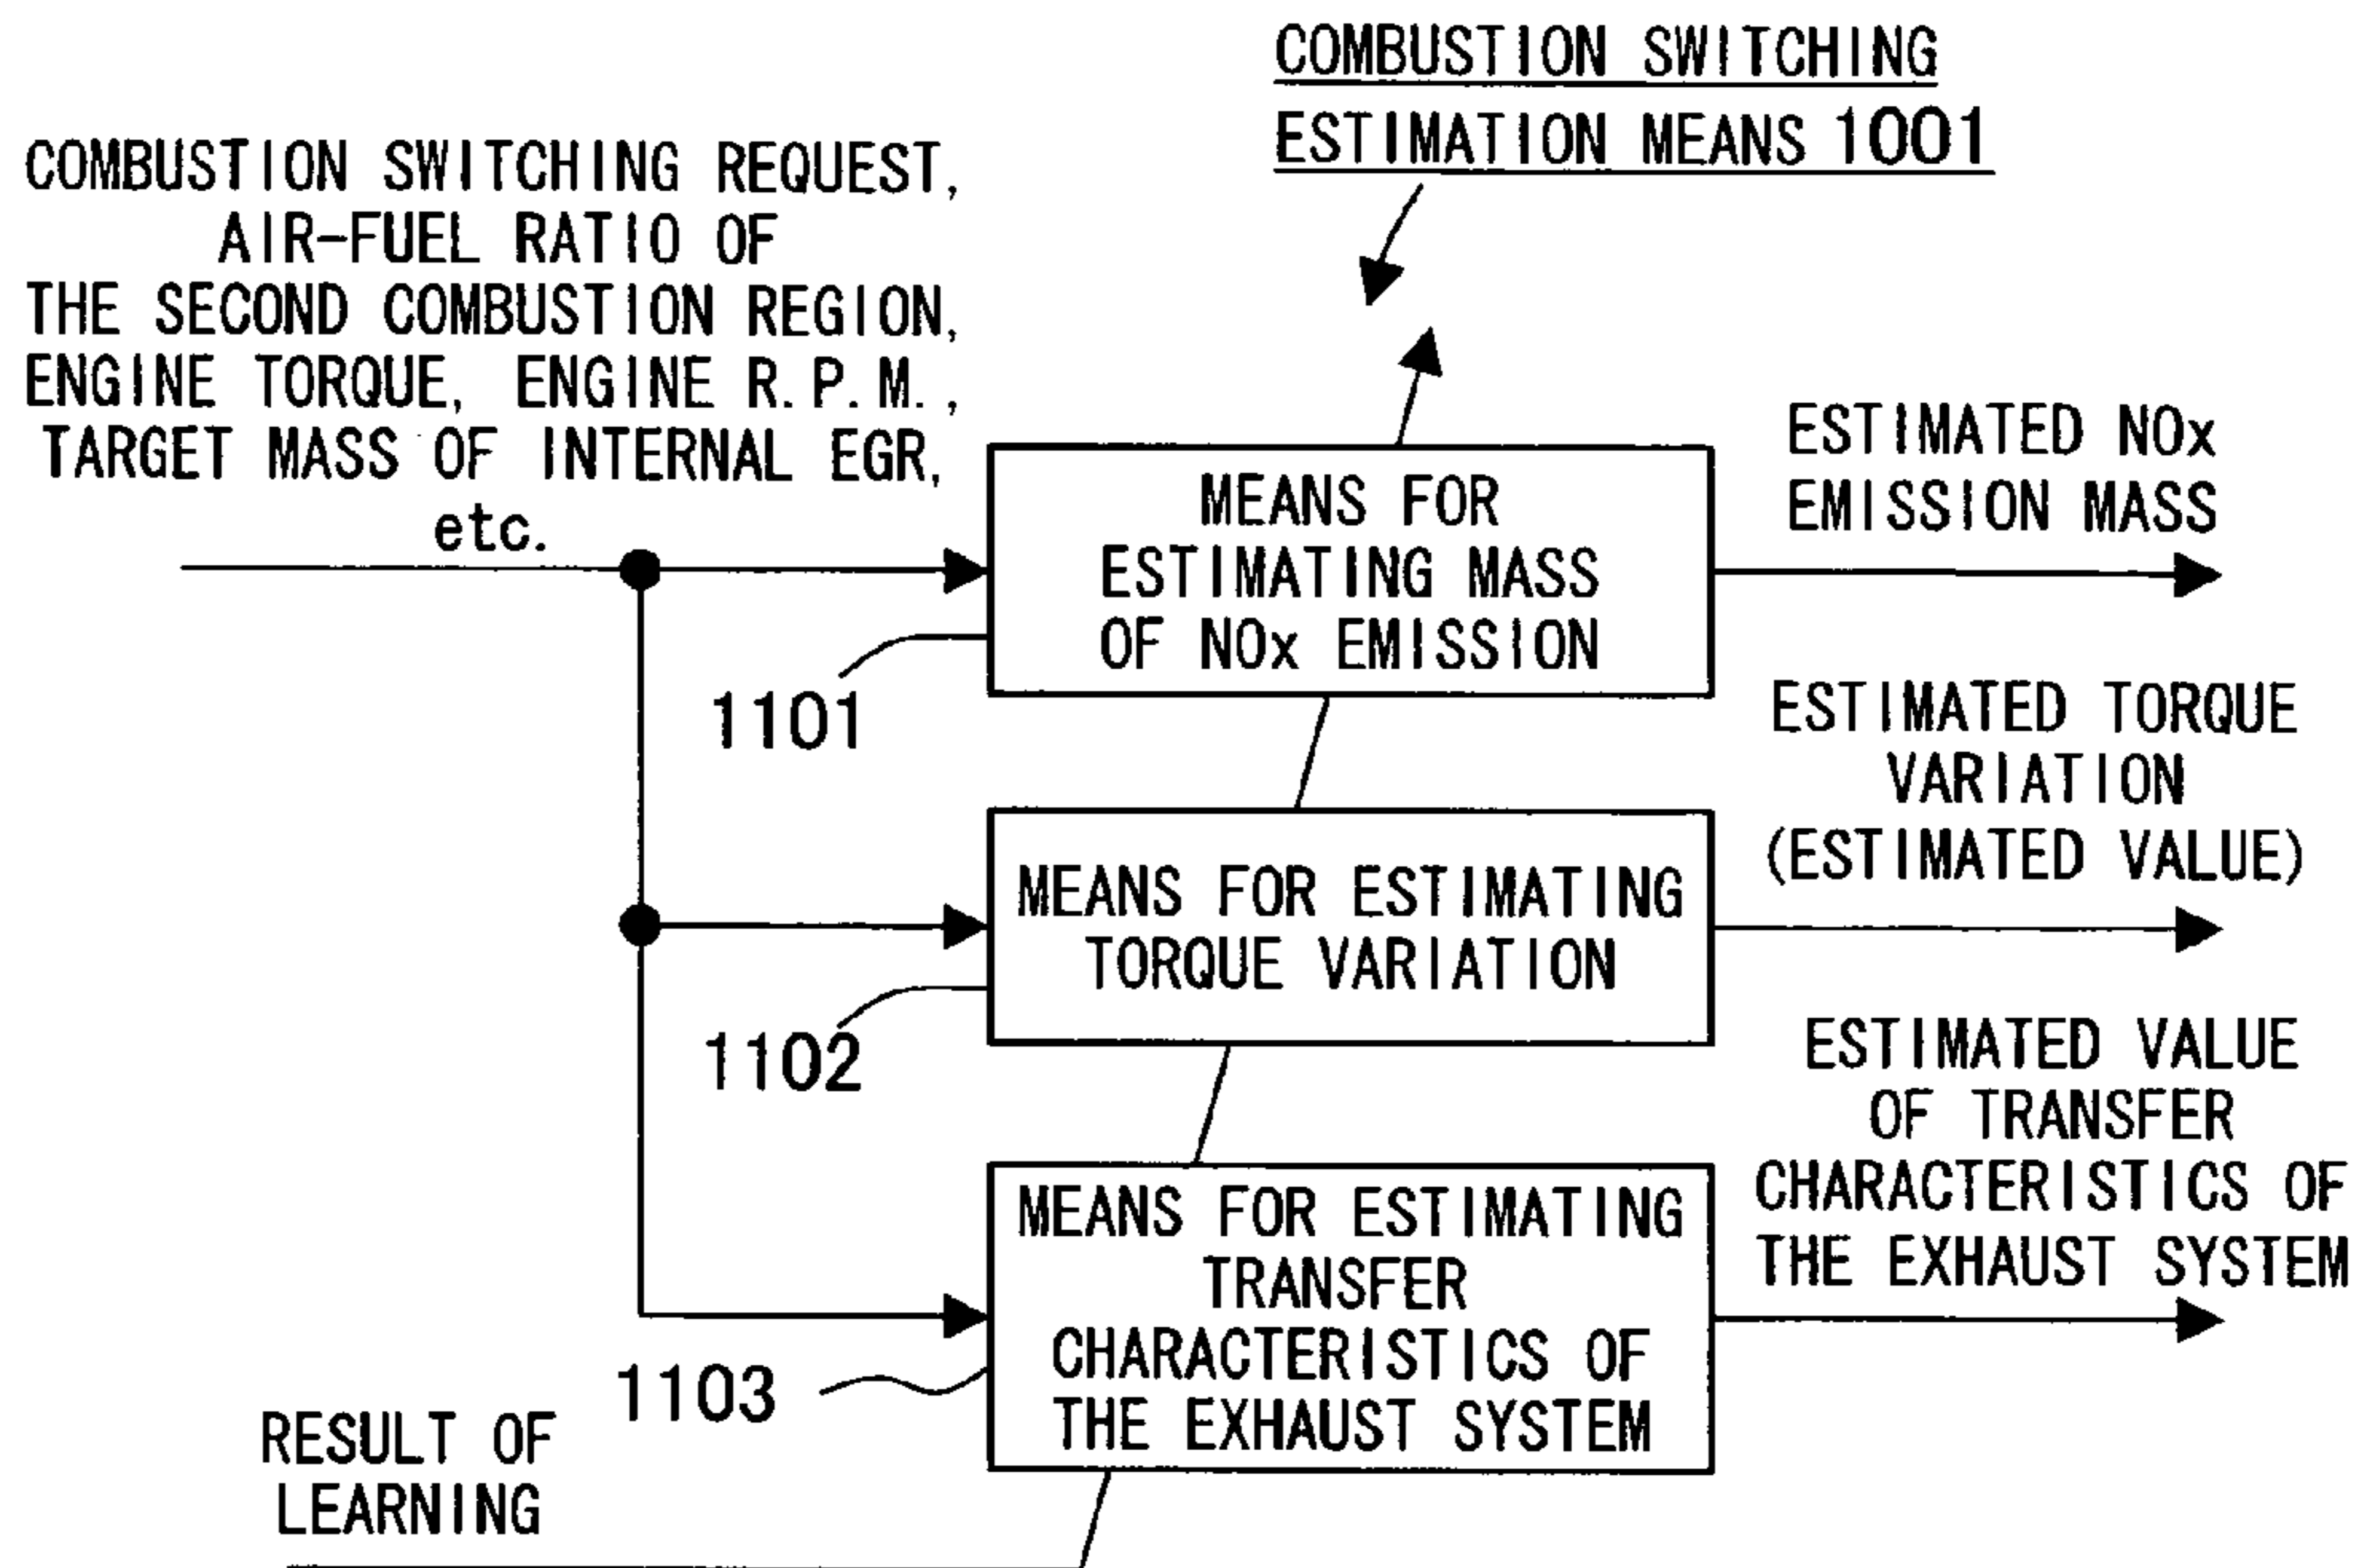 COMBUSTION SWITCHING
ESTIMATION MEANS 1001
COMBUSTION SWITCHING REQUEST,
AIR-FUEL RATIO OF
THE SECOND COMBUSTION REGION,
ENGINE TORQUE, ENGINE R.P.M.,
TARGET MASS OF INTERNAL EGR,
etc.
MEANS FOR
ESTIMATING MASS
OF NOx EMISSION
1101
ESTIMATED NOx
EMISSION MASS
MEANS FOR ESTIMATING
TORQUE VARIATION
1102
ESTIMATED TORQUE
VARIATION
(ESTIMATED VALUE)
MEANS FOR ESTIMATING
TRANSFER
CHARACTERISTICS OF
THE EXHAUST SYSTEM
1103
ESTIMATED VALUE
OF TRANSFER
CHARACTERISTICS OF
THE EXHAUST SYSTEM
RESULT OF
LEARNING